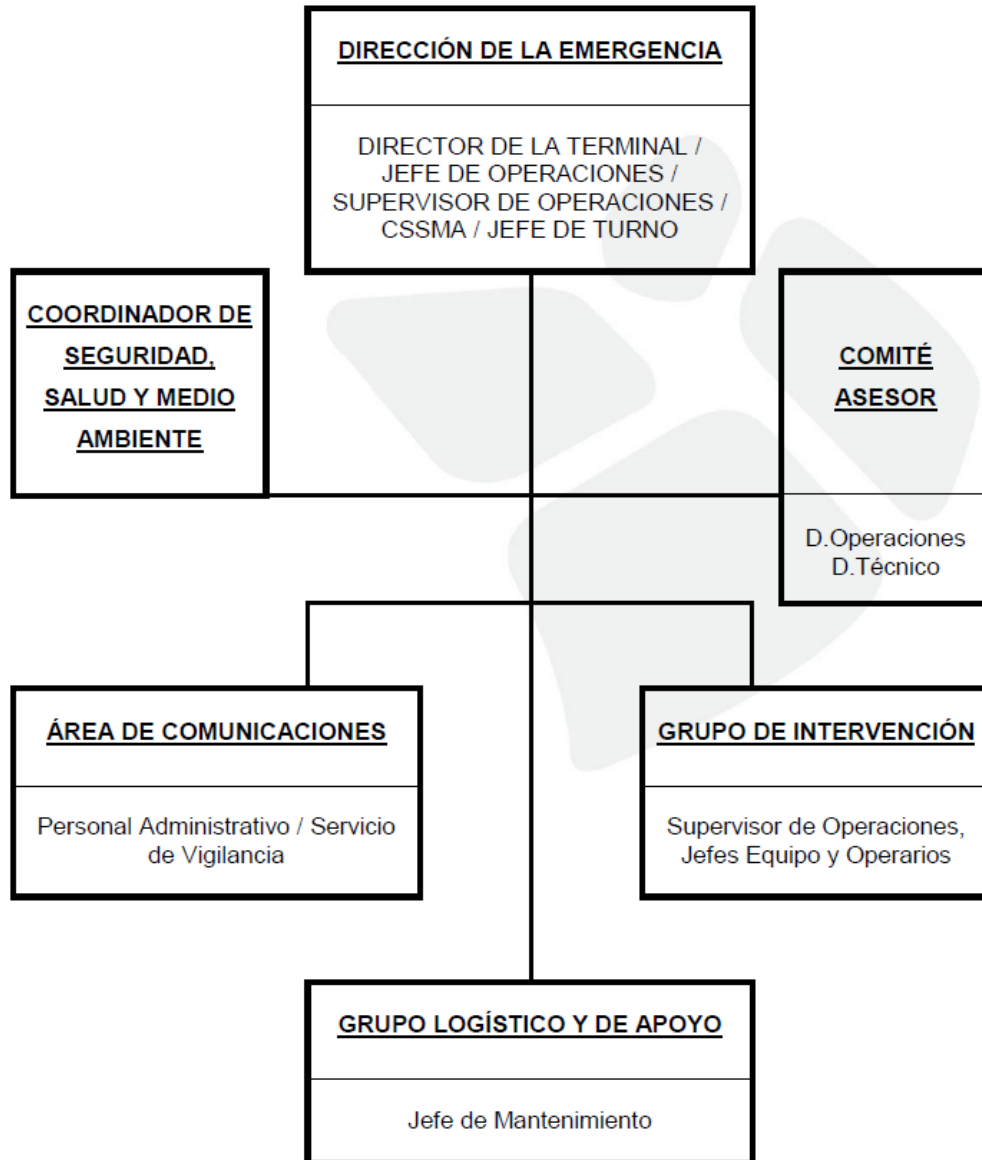 DIRECCIÓN DE LA EMERGENCIA
DIRECTOR DE LA TERMINAL /
JEFE DE OPERACIONES /
SUPERVISOR DE OPERACIONES /
CSSMA / JEFE DE TURNO
COORDINADOR DE
SEGURIDAD,
SALUD Y MEDIO
AMBIENTE
COMITÉ
ASESOR
D.Operaciones
D.Técnico
ÁREA DE COMUNICACIONES
Personal Administrativo / Servicio
de Vigilancia
GRUPO DE INTERVENCIÓN
Supervisor de Operaciones,
Jefes Equipo y Operarios
GRUPO LOGÍSTICO Y DE APOYO
Jefe de Mantenimiento